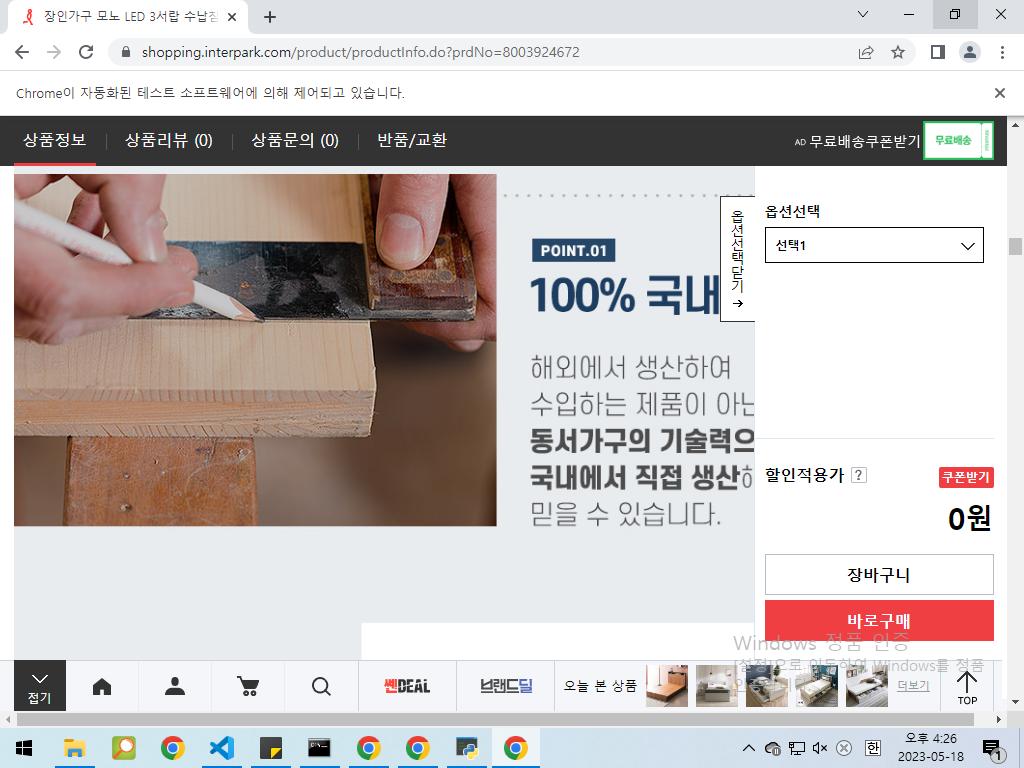 장인가구 모노 LED 3서랍 수납침
shopping.interpark.com/product/productInfo.do?prdNo=8003924672
Chrome이 자동화된 테스트 소프트웨어에 의해 제어되고 있습니다.
상품정보
상품리뷰 (0)
상품문의 (0)
반품/교환
AD 무료배송쿠폰받기
무료배송
POINT.01
100% 국내
해외에서 생산하여
수입하는 제품이 아닌
동서가구의 기술력으
국내에서 직접 생산해
믿을 수 있습니다.
옵션선택닫기
옵션선택
선택1
할인적용가 ?
쿠폰받기
0원
장바구니
바로구매
Windows 정품 인증
[설정]으로 이동하여 Windows를 정품
접기
쎈DEAL
브랜드딜
오늘 본 상품
더보기
TOP
한
오후 4:26
2023-05-18
1